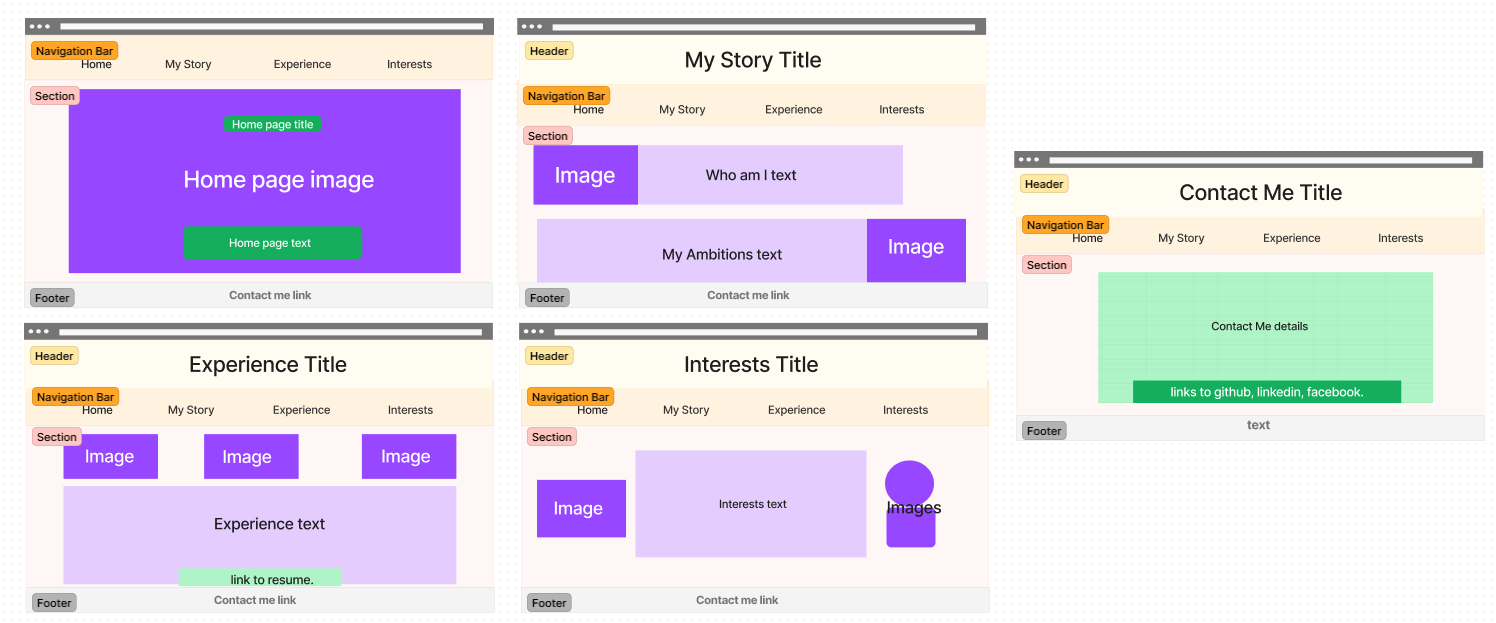 Navigation Bar
Home My Story Experience Interests
Section
Home page title
Home page image
Home page text
Footer
Contact me link
Header
My Story Title
Navigation Bar
Home My Story Experience Interests
Section
Image
Who am I text
My Ambitions text
Image
Footer
Contact me link
Header
Experience Title
Navigation Bar
Home My Story Experience Interests
Section
Image Image Image
Experience text
link to resume.
Footer
Contact me link
Header
Interests Title
Navigation Bar
Home My Story Experience Interests
Section
Image
Interests text
Images
Footer
Contact me link
Header
Contact Me Title
Navigation Bar
Home My Story Experience Interests
Section
Contact Me details
links to github, linkedin, facebook.
Footer
text